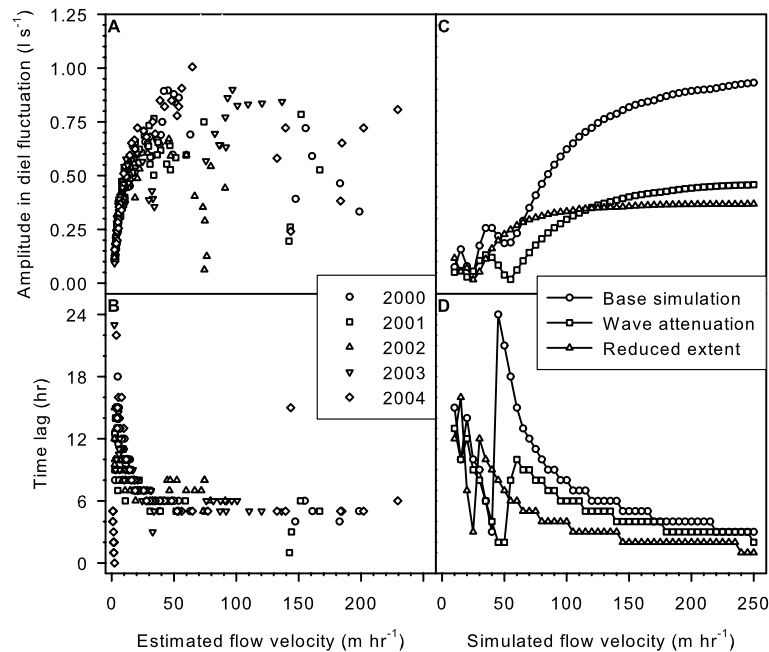 A
C
1.25
1.00
0.75
0.50
0.25
0.00
Amplitude in diel fluctuation (l s⁻¹)
B
D
24
18
12
6
0
Time lag (hr)
2000
2001
2002
2003
2004
Base simulation
Wave attenuation
Reduced extent
0 50 100 150 200
0 50 100 150 200 250
Estimated flow velocity (m hr⁻¹)
Simulated flow velocity (m hr⁻¹)